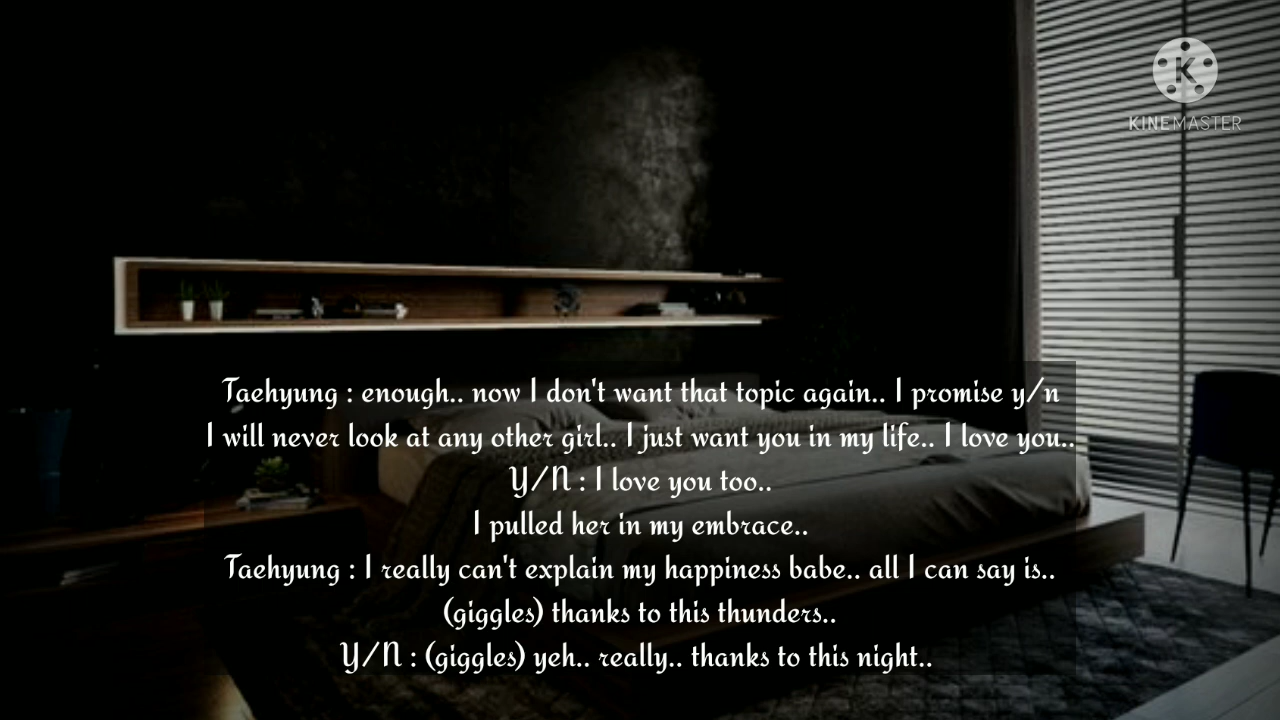 KINEMASTER
Taehyung : enough.. now I don't want that topic again.. I promise y/n
I will never look at any other girl.. I just want you in my life.. I love you..
Y/N : I love you too..
I pulled her in my embrace..
Taehyung : I really can't explain my happiness babe.. all I can say is..
(giggles) thanks to this thunders..
Y/N : (giggles) yeh.. really.. thanks to this night..